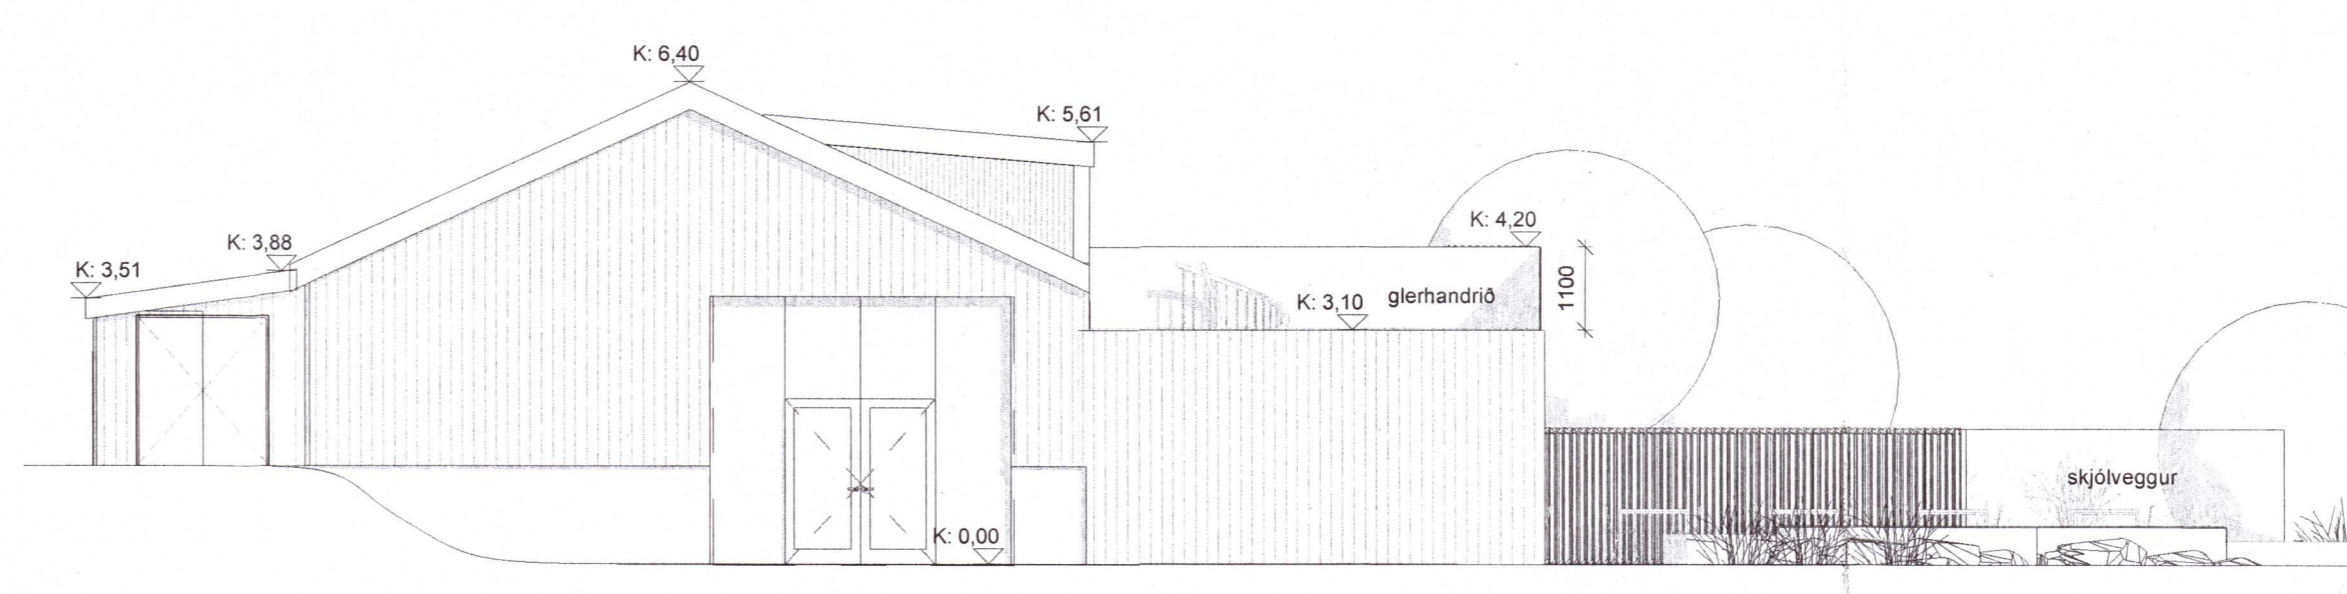 K: 6,40
K: 5,61
K: 4,20
K: 3,88
K: 3,51
1100
K: 3,10
glerhandrið
skjólveggur
K: 0,00